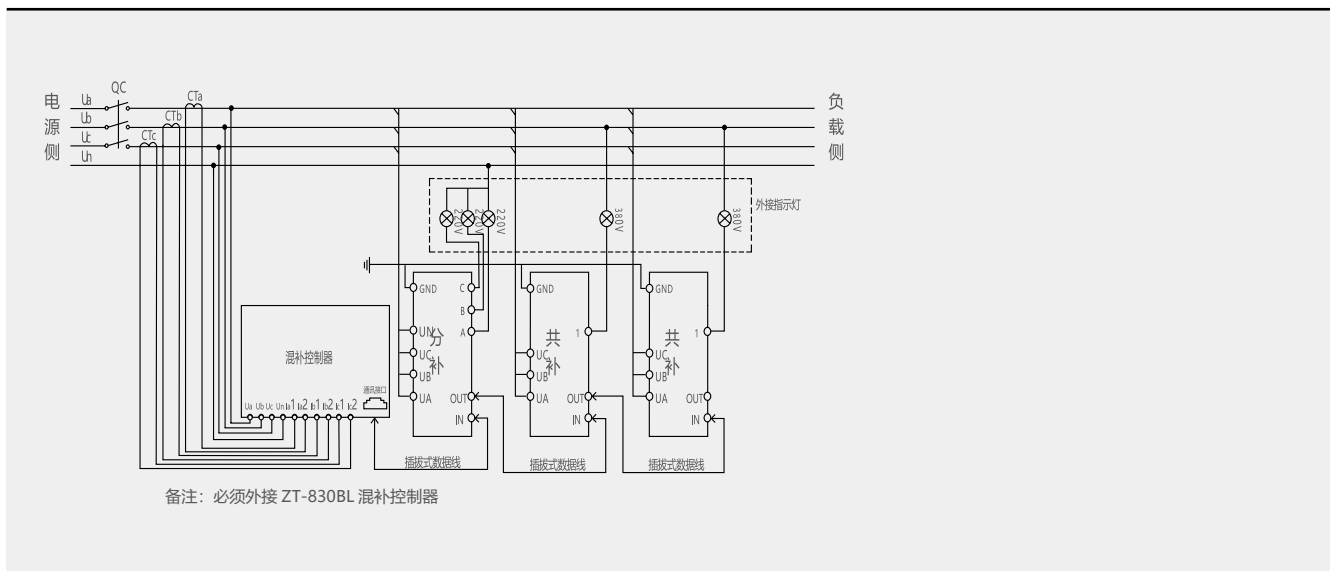 QC
电源侧
Ua
Ub
Uc
Un
CTa
CTb
CTc
负载侧
220V
220V
220V
380V
380V
外接指示灯
GND
UN
UC
UB
UA
C
B
A
OUT
IN
分补
GND
UC
UB
UA
1
OUT
IN
共补
GND
UC
UB
UA
1
OUT
IN
共补
混补控制器
通讯接口
Ua Ub Uc Un Ia1 Ia2 Ib1 Ib2 Ic1 Ic2
插拔式数据线
插拔式数据线
插拔式数据线
备注：必须外接 ZT-830BL 混补控制器